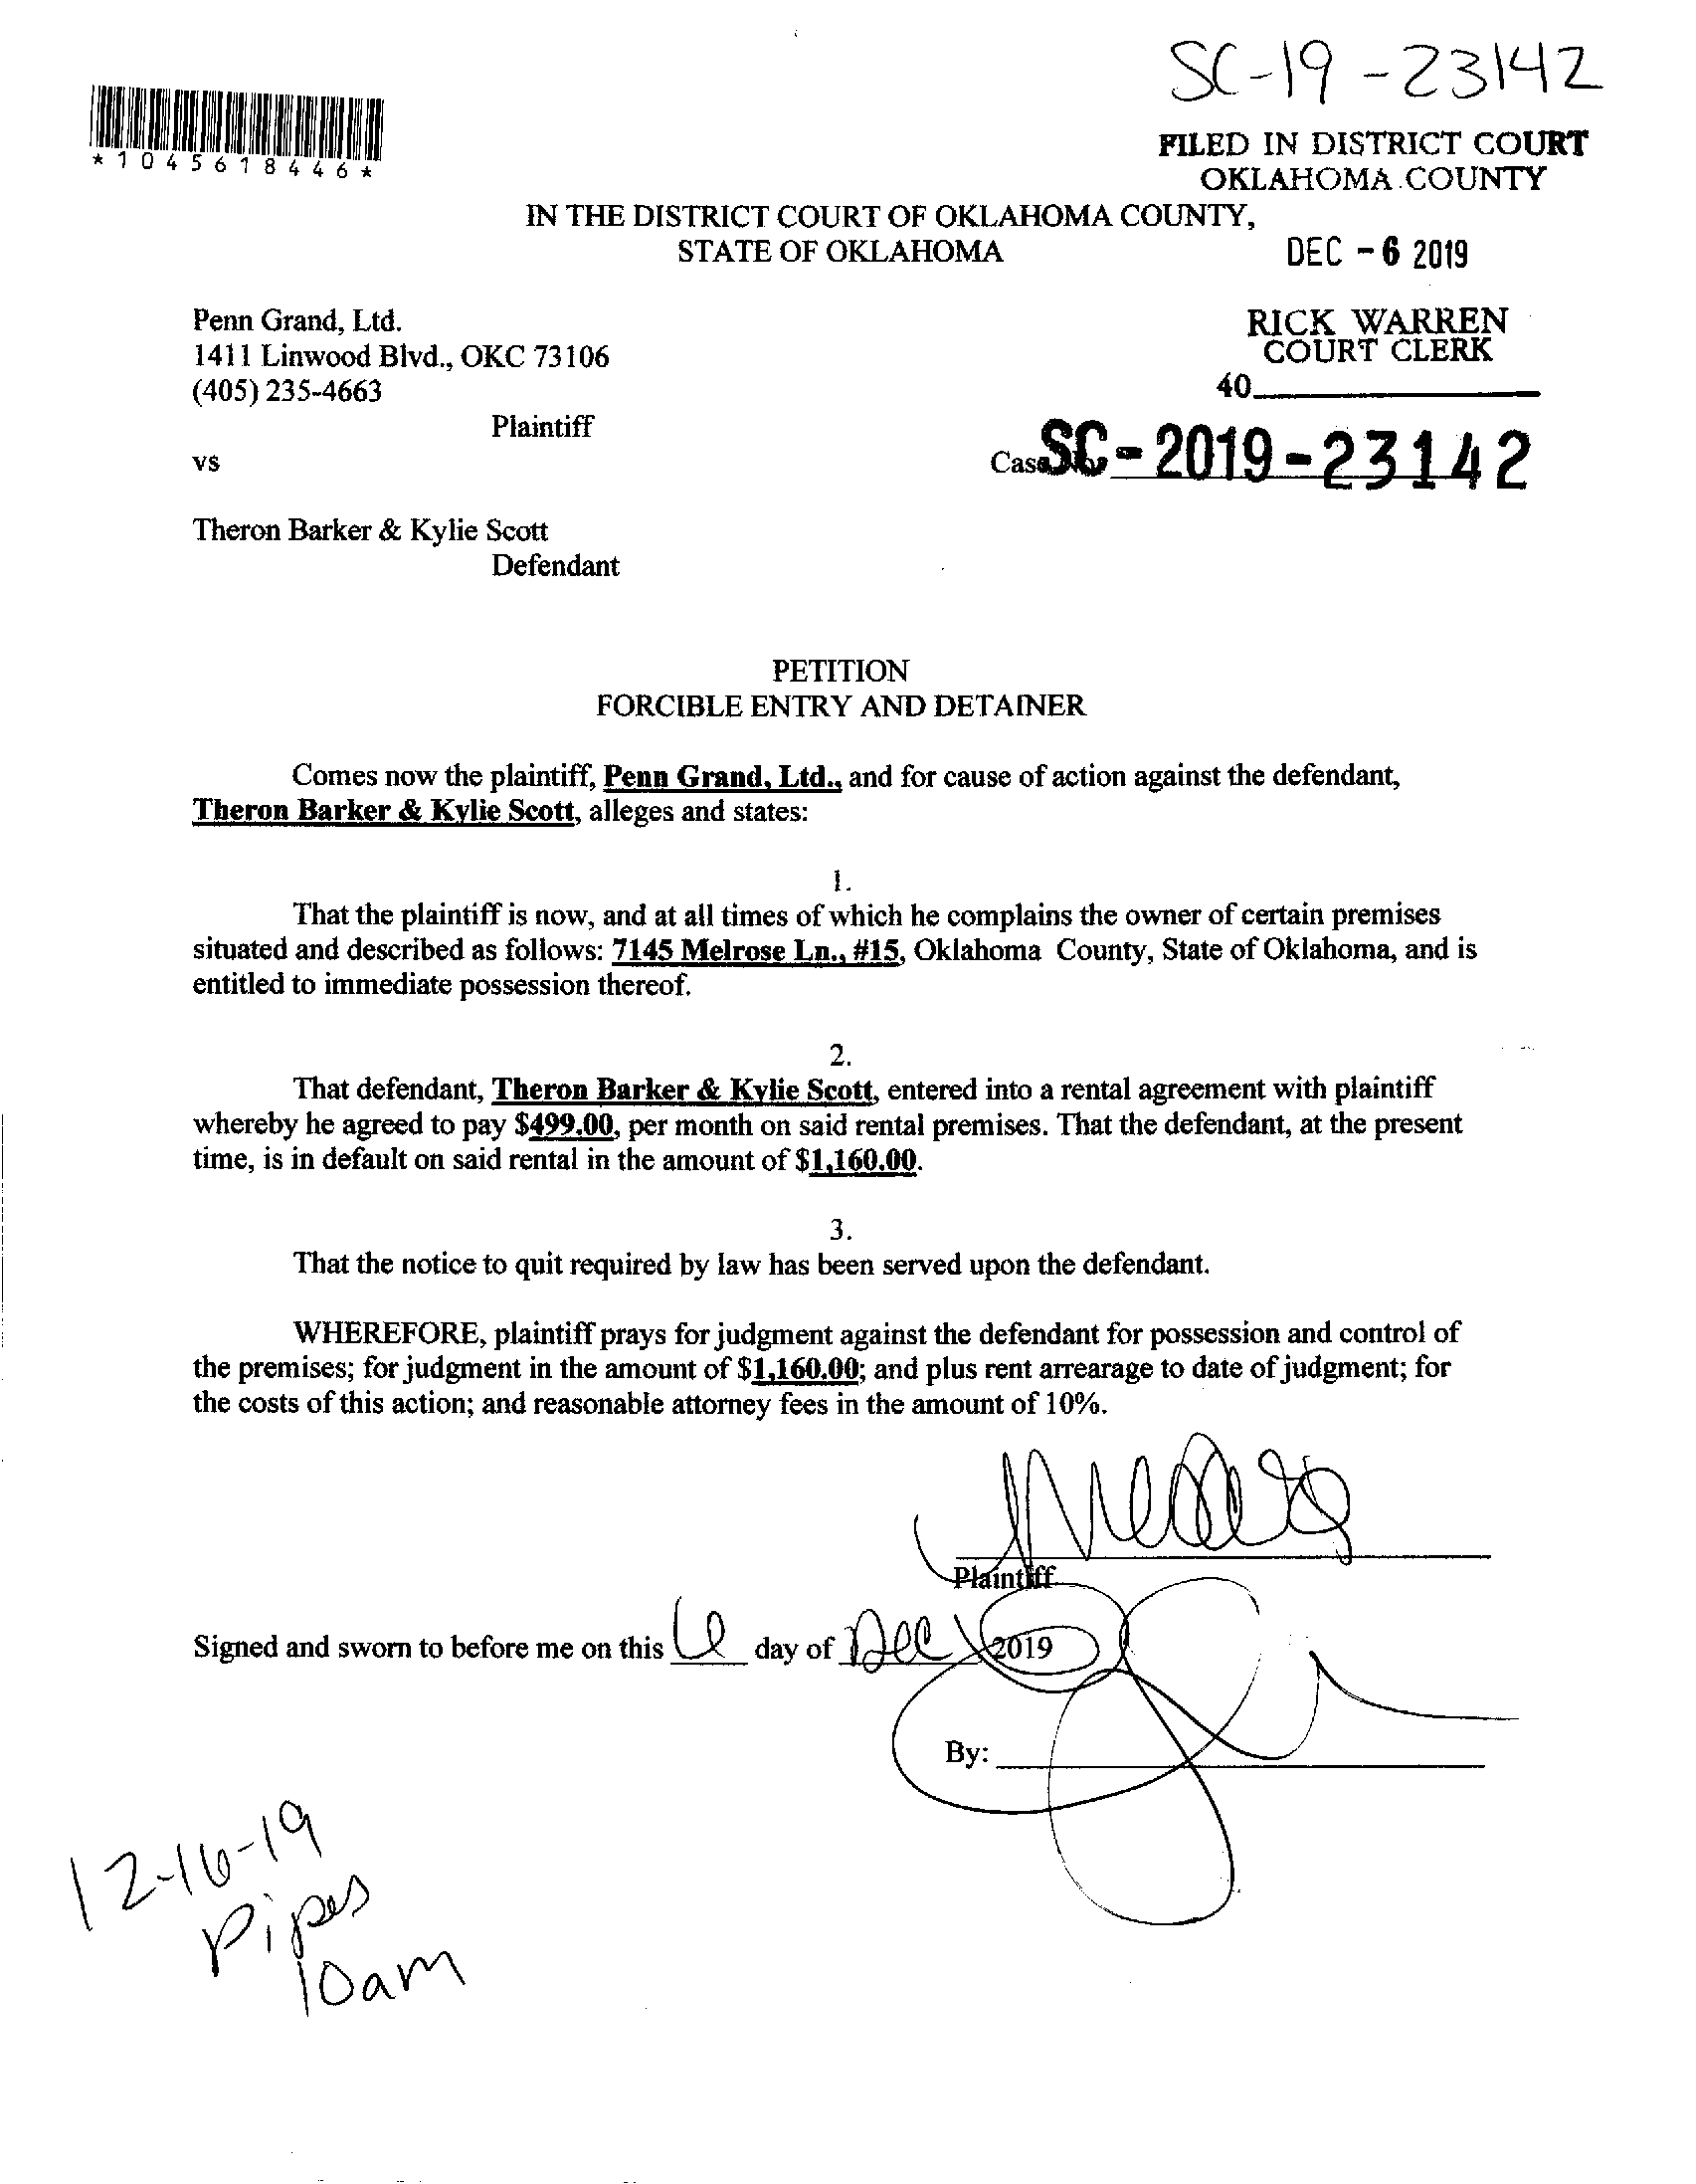 SC-19-23142
*1045618446*
FILED IN DISTRICT COURT
OKLAHOMA COUNTY
IN THE DISTRICT COURT OF OKLAHOMA COUNTY,
STATE OF OKLAHOMA
DEC -6 2019
Penn Grand, Ltd.
1411 Linwood Blvd., OKC 73106
(405) 235-4663
Plaintiff
RICK WARREN
COURT CLERK
40
vs
Case No. SC-2019-23142
Theron Barker & Kylie Scott
Defendant
PETITION
FORCIBLE ENTRY AND DETAINER
Comes now the plaintiff, Penn Grand, Ltd., and for cause of action against the defendant,
Theron Barker & Kylie Scott, alleges and states:
1.
That the plaintiff is now, and at all times of which he complains the owner of certain premises
situated and described as follows: 7145 Melrose Ln., #15, Oklahoma County, State of Oklahoma, and is
entitled to immediate possession thereof.
2.
That defendant, Theron Barker & Kylie Scott, entered into a rental agreement with plaintiff
whereby he agreed to pay $499.00, per month on said rental premises. That the defendant, at the present
time, is in default on said rental in the amount of $1,160.00.
3.
That the notice to quit required by law has been served upon the defendant.
WHEREFORE, plaintiff prays for judgment against the defendant for possession and control of
the premises; for judgment in the amount of $1,160.00; and plus rent arrearage to date of judgment; for
the costs of this action; and reasonable attorney fees in the amount of 10%.
Plaintiff
Signed and sworn to before me on this 6 day of Dec 2019
By:
12-16-19
Pipes
10am